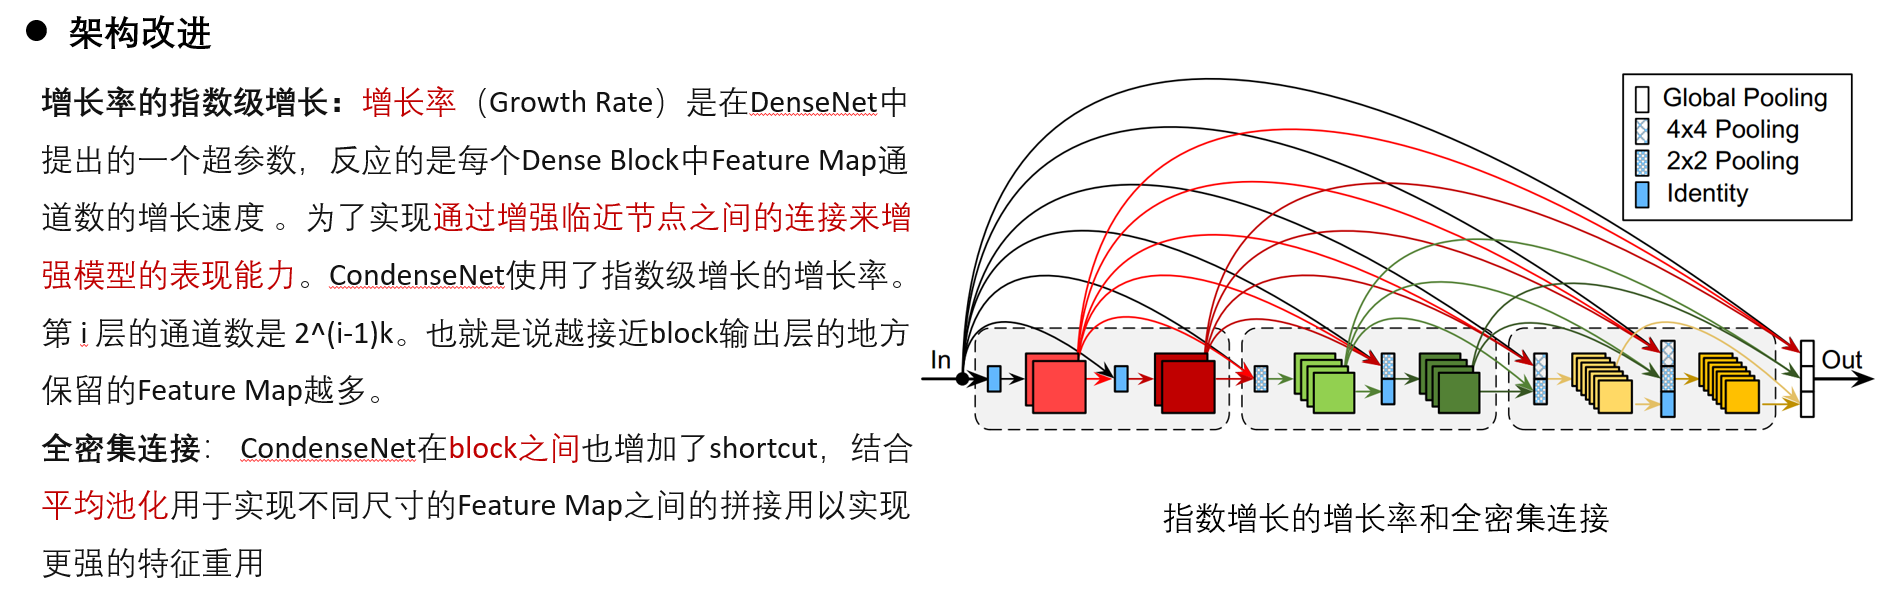 ● 架构改进
增长率的指数级增长：增长率（Growth Rate）是在DenseNet中
提出的一个超参数，反应的是每个Dense Block中Feature Map通
道数的增长速度 。为了实现通过增强临近节点之间的连接来增
强模型的表现能力。CondenseNet使用了指数级增长的增长率。
第 i 层的通道数是 2^(i-1)k。也就是说越接近block输出层的地方
保留的Feature Map越多。
全密集连接： CondenseNet在block之间也增加了shortcut，结合
平均池化用于实现不同尺寸的Feature Map之间的拼接用以实现
更强的特征重用
Global Pooling
4x4 Pooling
2x2 Pooling
Identity
In
Out
指数增长的增长率和全密集连接